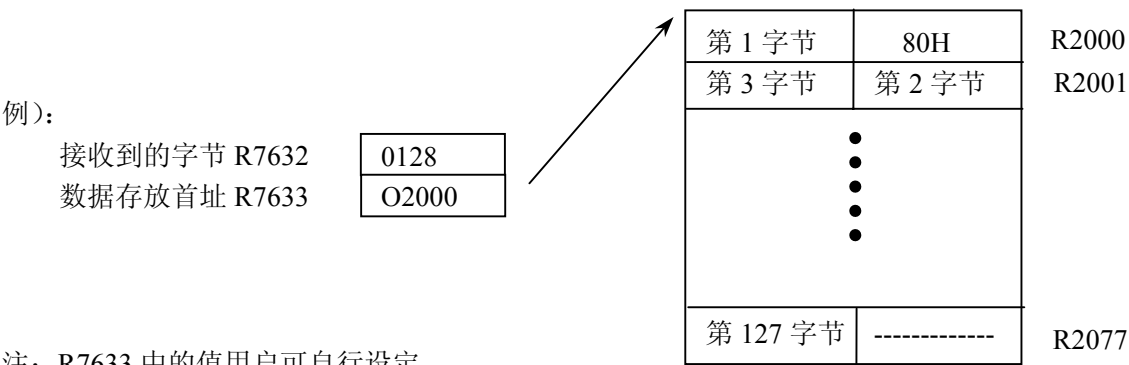 第 1 字节 80H R2000
第 3 字节 第 2 字节 R2001
例）:
接收到的字节 R7632 0128
数据存放首址 R7633 O2000
第 127 字节 ------------- R2077
注: R7633 中的值用户可自行设定